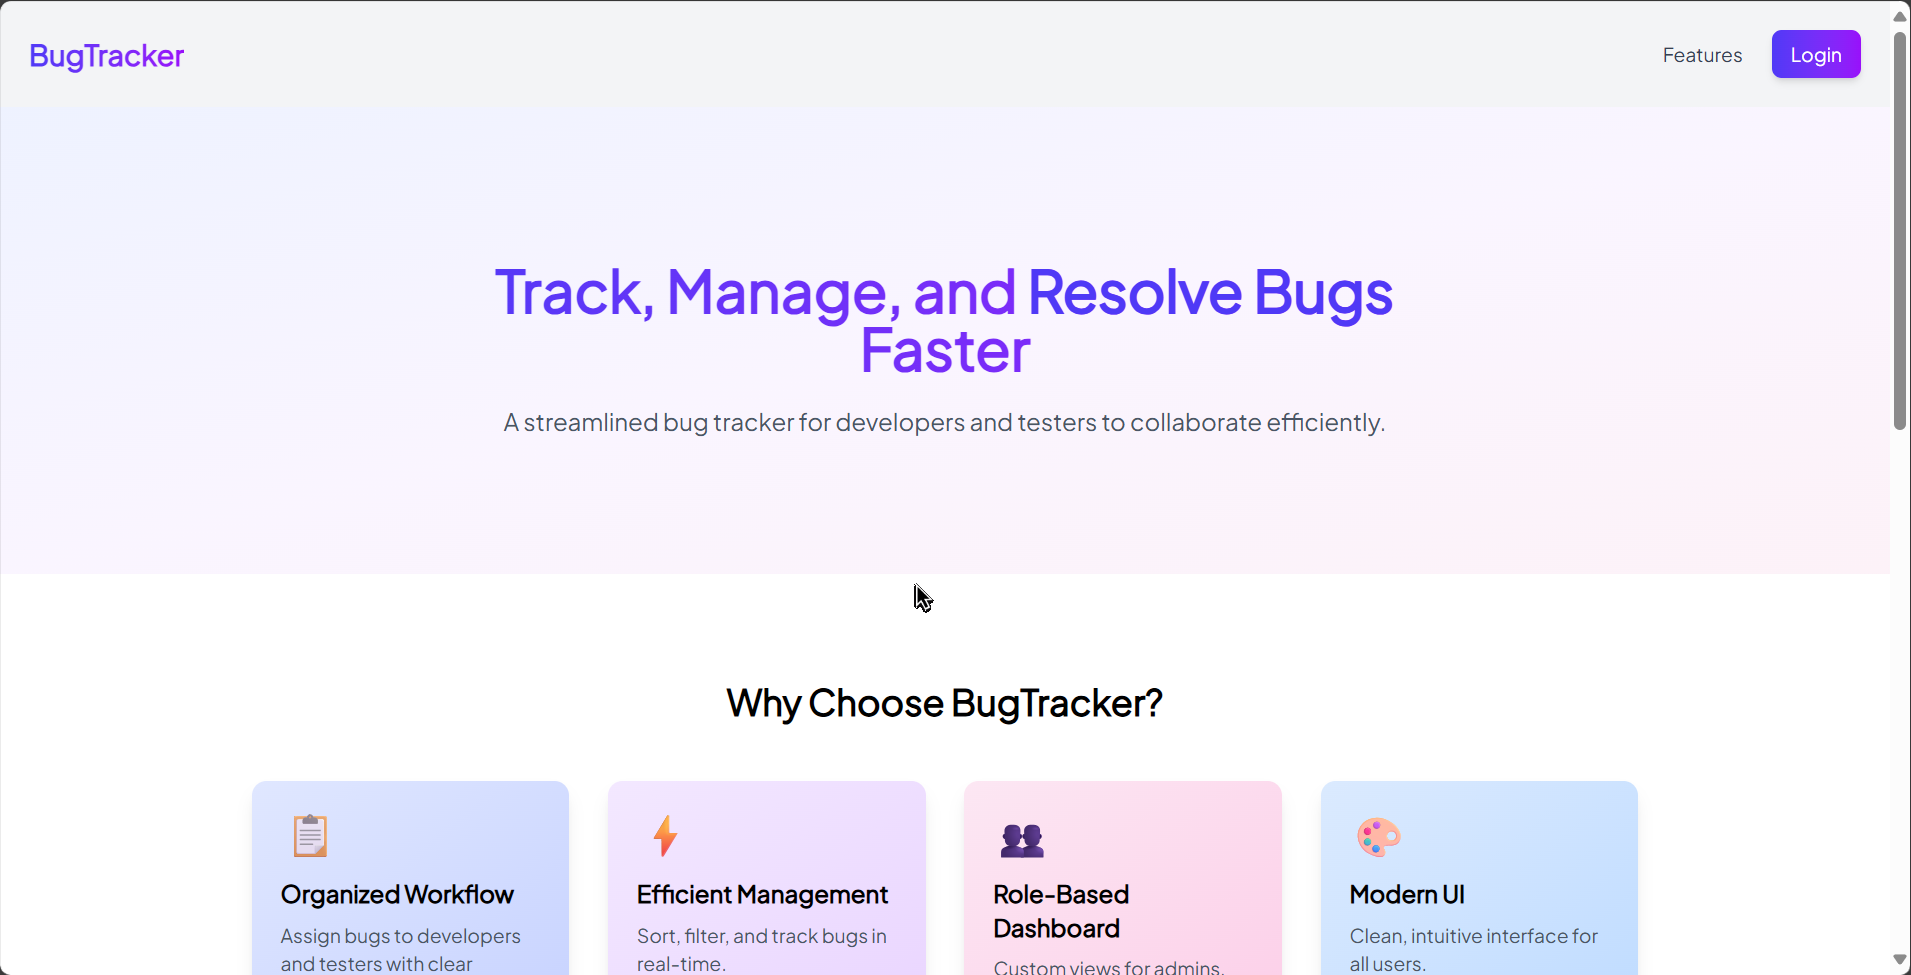 BugTracker
Features
Login
Track, Manage, and Resolve Bugs
Faster
A streamlined bug tracker for developers and testers to collaborate efficiently.
Why Choose BugTracker?
Organized Workflow
Assign bugs to developers
and testers with clear
Efficient Management
Sort, filter, and track bugs in
real-time.
Role-Based
Dashboard
Custom views for admins,
Modern UI
Clean, intuitive interface for
all users.